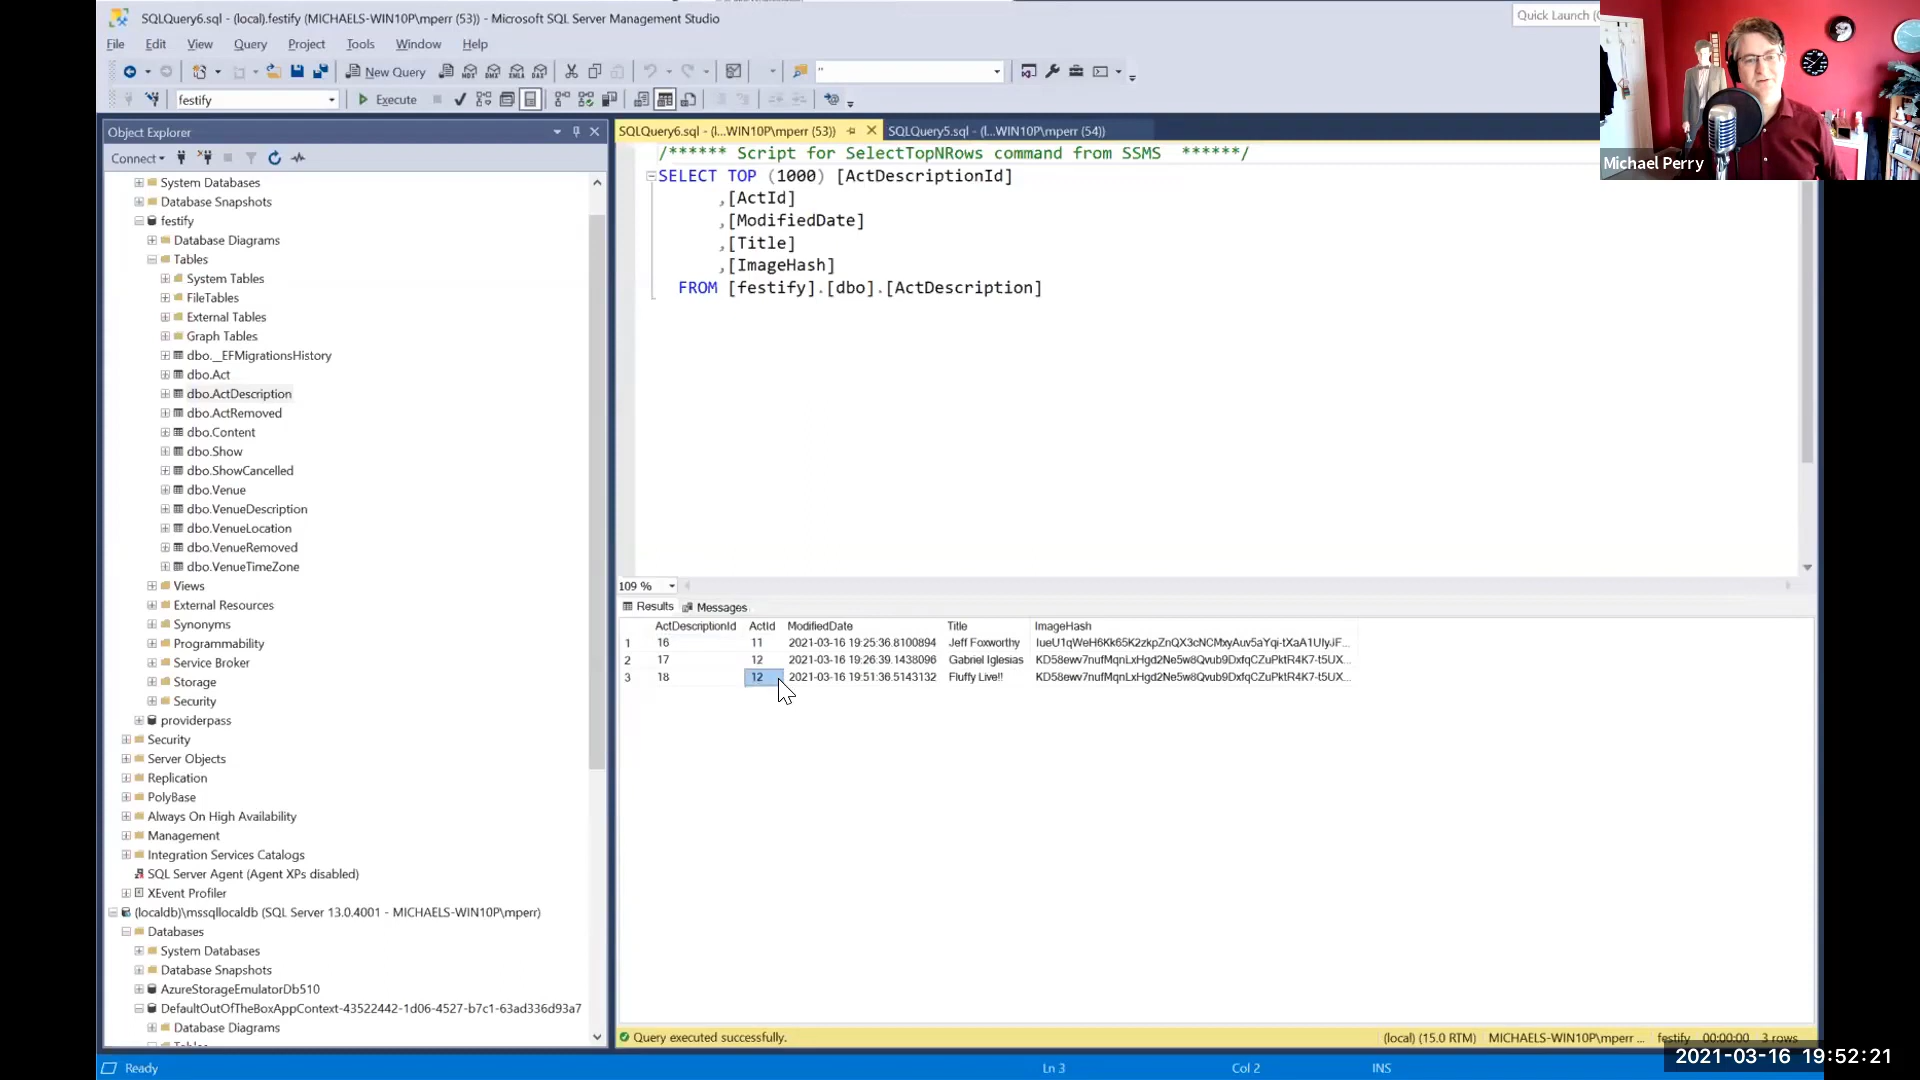 SQLQuery6.sql - (local).festify (MICHAELS-WIN10P\mperr (53)) - Microsoft SQL Server Management Studio
Quick Launch (
File Edit View Query Project Tools Window Help
New Query
festify
Execute
Object Explorer
Connect
System Databases
Database Snapshots
festify
Database Diagrams
Tables
System Tables
FileTables
External Tables
Graph Tables
dbo.__EFMigrationsHistory
dbo.Act
dbo.ActDescription
dbo.ActRemoved
dbo.Content
dbo.Show
dbo.ShowCancelled
dbo.Venue
dbo.VenueDescription
dbo.VenueLocation
dbo.VenueRemoved
dbo.VenueTimeZone
Views
External Resources
Synonyms
Programmability
Service Broker
Storage
Security
providerpass
Security
Server Objects
Replication
PolyBase
Always On High Availability
Management
Integration Services Catalogs
SQL Server Agent (Agent XPs disabled)
XEvent Profiler
(localdb)\mssqllocaldb (SQL Server 13.0.4001 - MICHAELS-WIN10P\mperr)
Databases
System Databases
Database Snapshots
AzureStorageEmulatorDb510
DefaultOutOfTheBoxAppContext-43522442-1d06-4527-b7c1-63ad336d93a7
Database Diagrams
SQLQuery6.sql - (l...WIN10P\mperr (53)) SQLQuery5.sql - (l...WIN10P\mperr (54))
/****** Script for SelectTopNRows command from SSMS ******/
SELECT TOP (1000) [ActDescriptionId]
,[ActId]
,[ModifiedDate]
,[Title]
,[ImageHash]
FROM [festify].[dbo].[ActDescription]
109 %
Results Messages
ActDescriptionId ActId ModifiedDate Title ImageHash
1 16 11 2021-03-16 19:25:36.8100894 Jeff Foxworthy
2 17 12 2021-03-16 19:26:39.1438096 Gabriel Iglesias
3 18 12 2021-03-16 19:51:36.5143132 Fluffy Live!!
Query executed successfully. (local) (15.0 RTM) MICHAELS-WIN10P\mperr ... festify 00:00:00 3 rows
Ready Ln 3 Col 2 INS
Michael Perry
2021-03-16 19:52:21